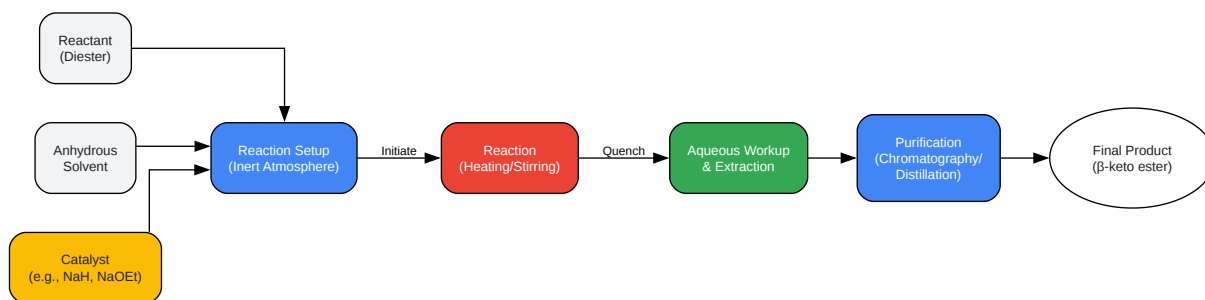 Reactant
(Diester)
Anhydrous
Solvent
Catalyst
(e.g., NaH, NaOEt)
Reaction Setup
(Inert Atmosphere)
Initiate
Reaction
(Heating/Stirring)
Quench
Aqueous Workup
& Extraction
Purification
(Chromatography/
Distillation)
Final Product
(β-keto ester)